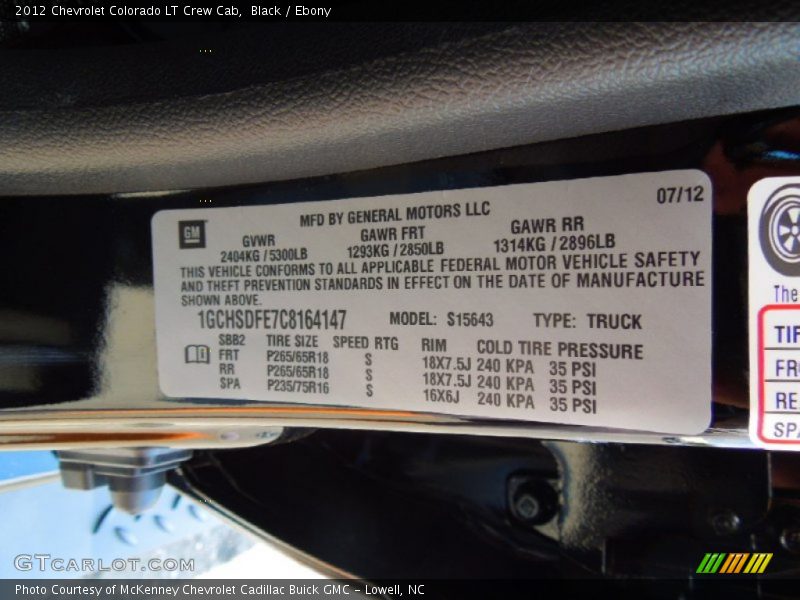 2012 Chevrolet Colorado LT Crew Cab,  Black / Ebony
07/12
GM
MFD BY GENERAL MOTORS LLC
GVWR GAWR FRT GAWR RR
2404KG / 5300LB 1293KG / 2850LB 1314KG / 2896LB
THIS VEHICLE CONFORMS TO ALL APPLICABLE FEDERAL MOTOR VEHICLE SAFETY
AND THEFT PREVENTION STANDARDS IN EFFECT ON THE DATE OF MANUFACTURE
SHOWN ABOVE.
1GCHSDFE7C8164147 MODEL: S15643 TYPE: TRUCK
SBB2 TIRE SIZE SPEED RTG RIM COLD TIRE PRESSURE
FRT P265/65R18 S 18X7.5J 240 KPA 35 PSI
RR P265/65R18 S 18X7.5J 240 KPA 35 PSI
SPA P235/75R16 S 16X6J 240 KPA 35 PSI
The
TIR
FR
RE
SPA
GTCARLOT.COM
Photo Courtesy of McKenney Chevrolet Cadillac Buick GMC - Lowell, NC